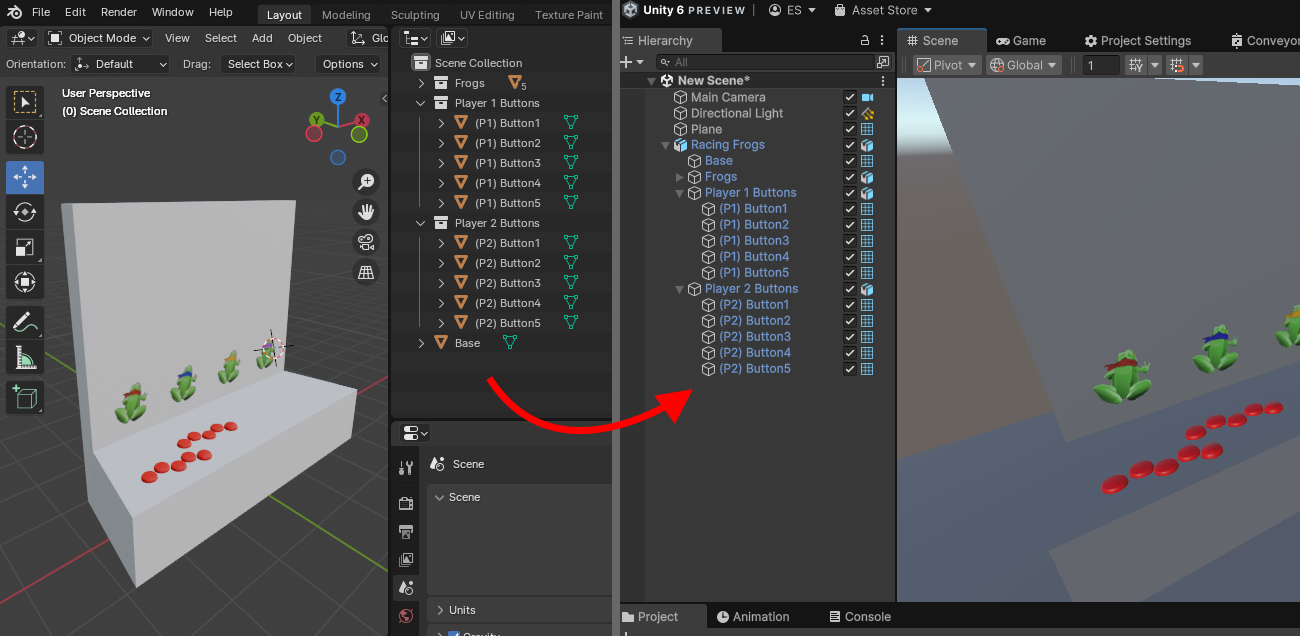 File Edit Render Window Help Layout Modeling Sculpting UV Editing Texture Paint
Object Mode View Select Add Object Glo
Orientation: Default Drag: Select Box Options
User Perspective
(0) Scene Collection
Z
Y
X
Scene Collection
Frogs 5
Player 1 Buttons
(P1) Button1
(P1) Button2
(P1) Button3
(P1) Button4
(P1) Button5
Player 2 Buttons
(P2) Button1
(P2) Button2
(P2) Button3
(P2) Button4
(P2) Button5
Base
Scene
Scene
Units
Gravity
Unity 6 PREVIEW ES Asset Store
Hierarchy
All
New Scene*
Main Camera
Directional Light
Plane
Racing Frogs
Base
Frogs
Player 1 Buttons
(P1) Button1
(P1) Button2
(P1) Button3
(P1) Button4
(P1) Button5
Player 2 Buttons
(P2) Button1
(P2) Button2
(P2) Button3
(P2) Button4
(P2) Button5
Scene Game Project Settings Conveyor
Pivot Global 1
Project Animation Console